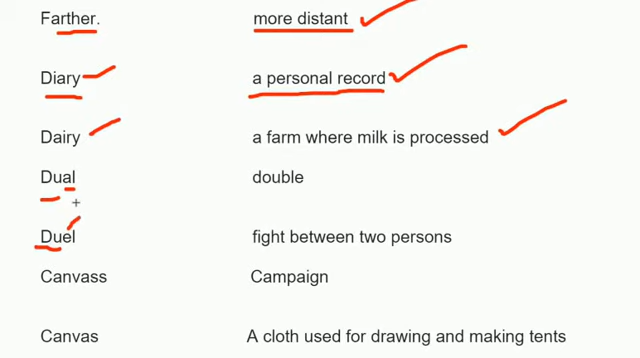 Farther. more distant
Diary a personal record
Dairy a farm where milk is processed
Dual double
Duel fight between two persons
Canvass Campaign
Canvas A cloth used for drawing and making tents